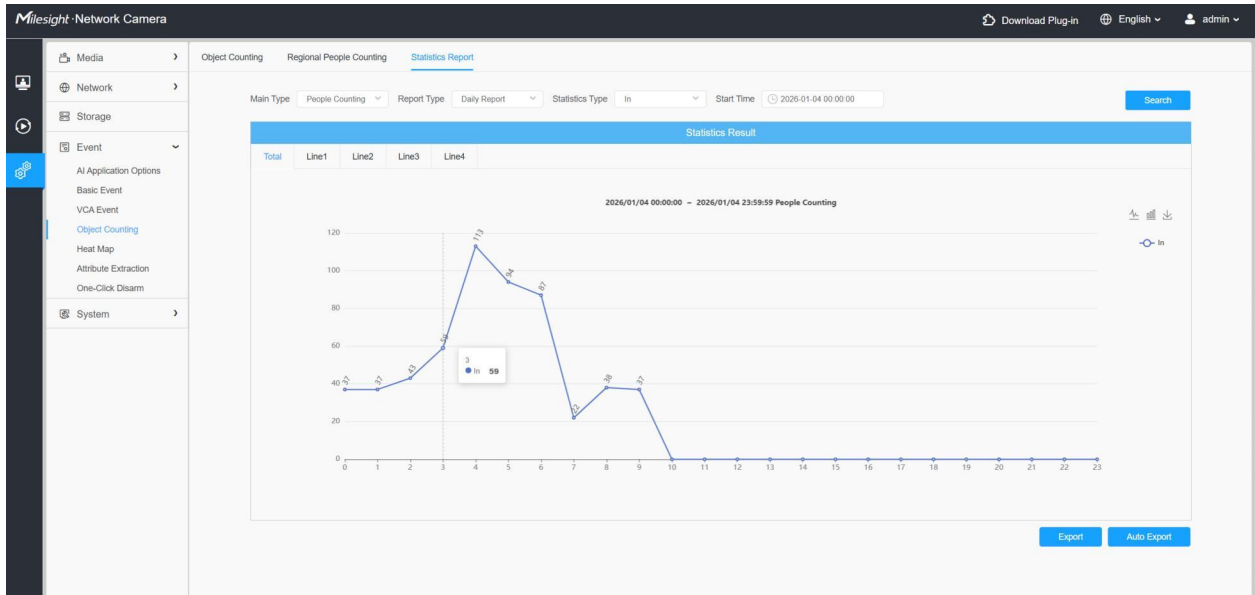 Milesight · Network Camera
Download Plug-in
English
admin
Media
Network
Storage
Event
AI Application Options
Basic Event
VCA Event
Object Counting
Heat Map
Attribute Extraction
One-Click Disarm
System
Object Counting Regional People Counting Statistics Report
Main Type People Counting Report Type Daily Report Statistics Type In Start Time 2026-01-04 00:00:00 Search
Statistics Result
Total Line1 Line2 Line3 Line4
2026/01/04 00:00:00 ~ 2026/01/04 23:59:59 People Counting
In
120
100
80
60
40
20
0
37 37 43 59 113 94 87 22 38 37
3
In 59
0 1 2 3 4 5 6 7 8 9 10 11 12 13 14 15 16 17 18 19 20 21 22 23
Export Auto Export